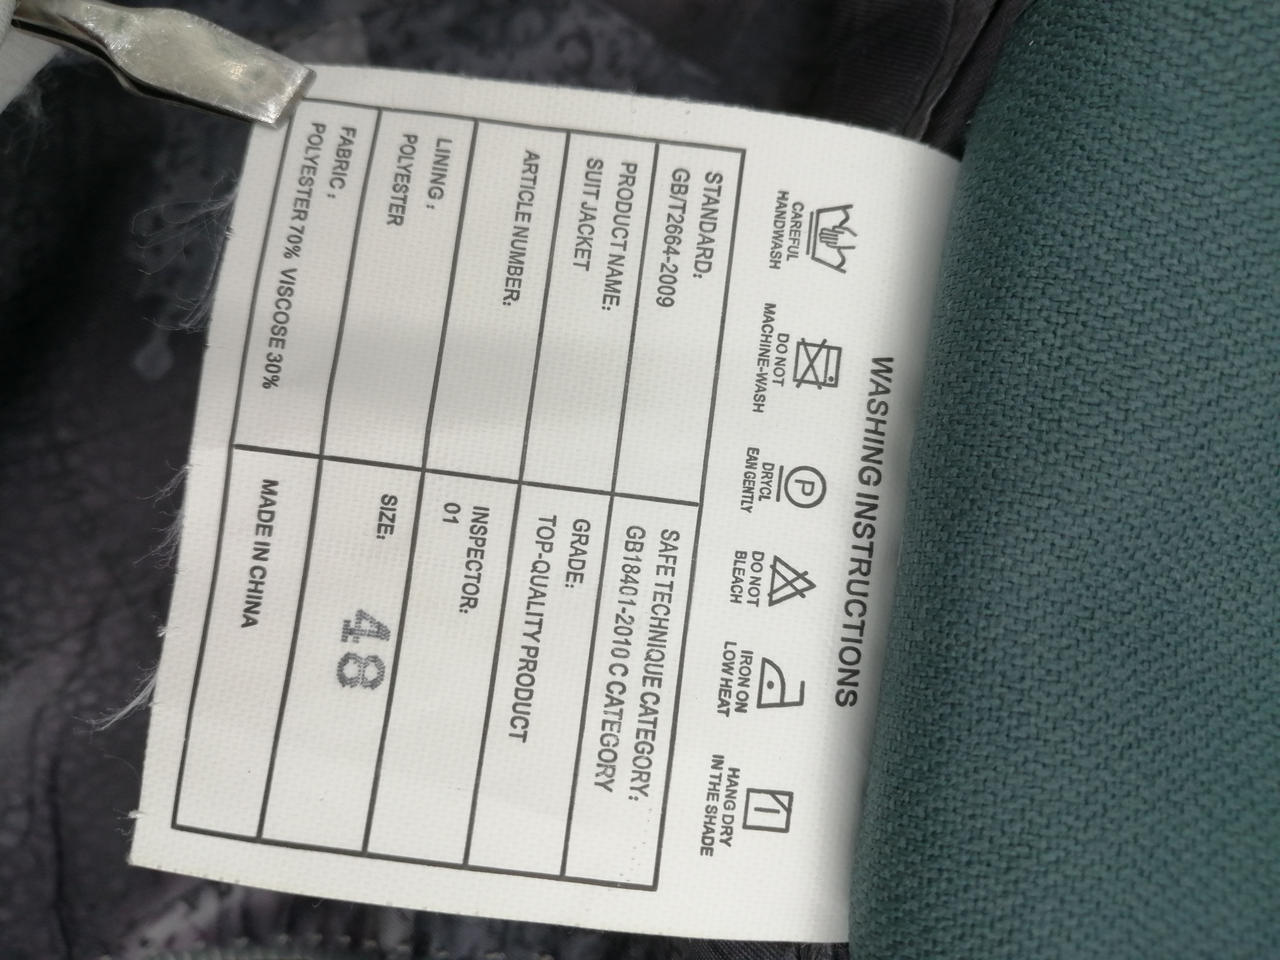 WASHING INSTRUCTIONS
CAREFUL
HANDWASH
DO NOT
MACHINE-WASH
P
DRYCL
EAN GENTLY
DO NOT
BLEACH
IRON ON
LOW HEAT
HANG DRY
IN THE SHADE
STANDARD:
GB/T2664-2009
SAFE TECHNIQUE CATEGORY:
GB18401-2010 C CATEGORY
PRODUCT NAME:
SUIT JACKET
GRADE:
TOP-QUALITY PRODUCT
ARTICLE NUMBER:
INSPECTOR:
01
LINING:
POLYESTER
SIZE:
48
FABRIC:
POLYESTER 70% VISCOSE 30%
MADE IN CHINA